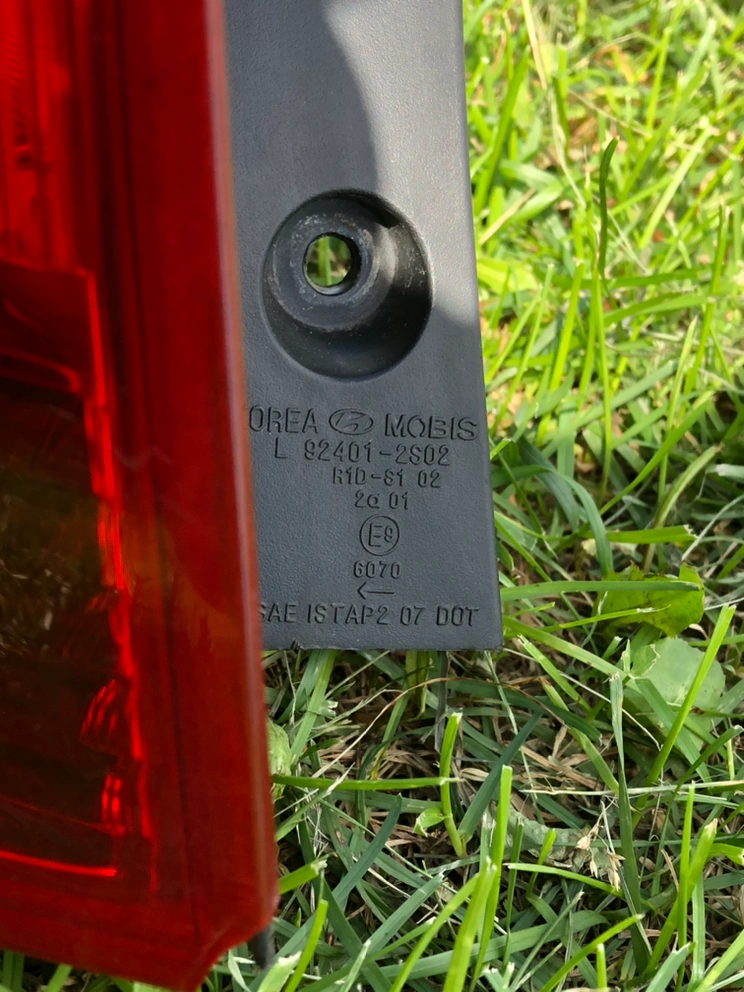 OREA MOBIS
L 92401-2S02
R1D-S1 02
2a 01
E9
6070
←
SAE ISTAP2 07 DOT